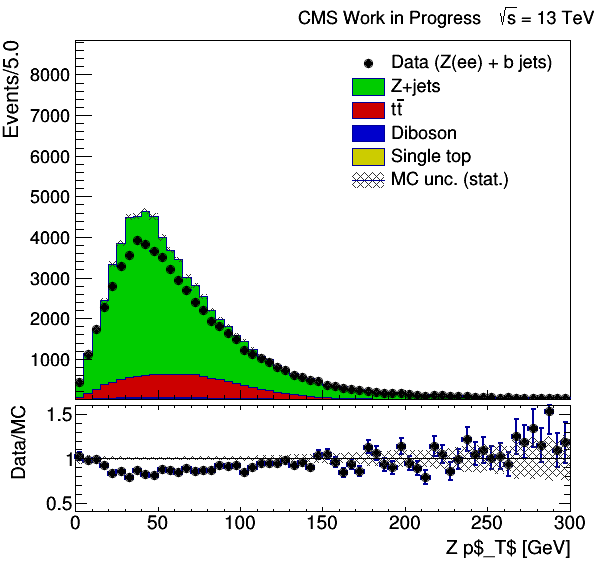 CMS Work in Progress √s = 13 TeV
Events/5.0
8000
7000
6000
5000
4000
3000
2000
1000
Data (Z(ee) + b jets)
Z+jets
tt̅
Diboson
Single top
MC unc. (stat.)
Data/MC
1.5
1
0.5
0 50 100 150 200 250 300
Z p$_T$ [GeV]